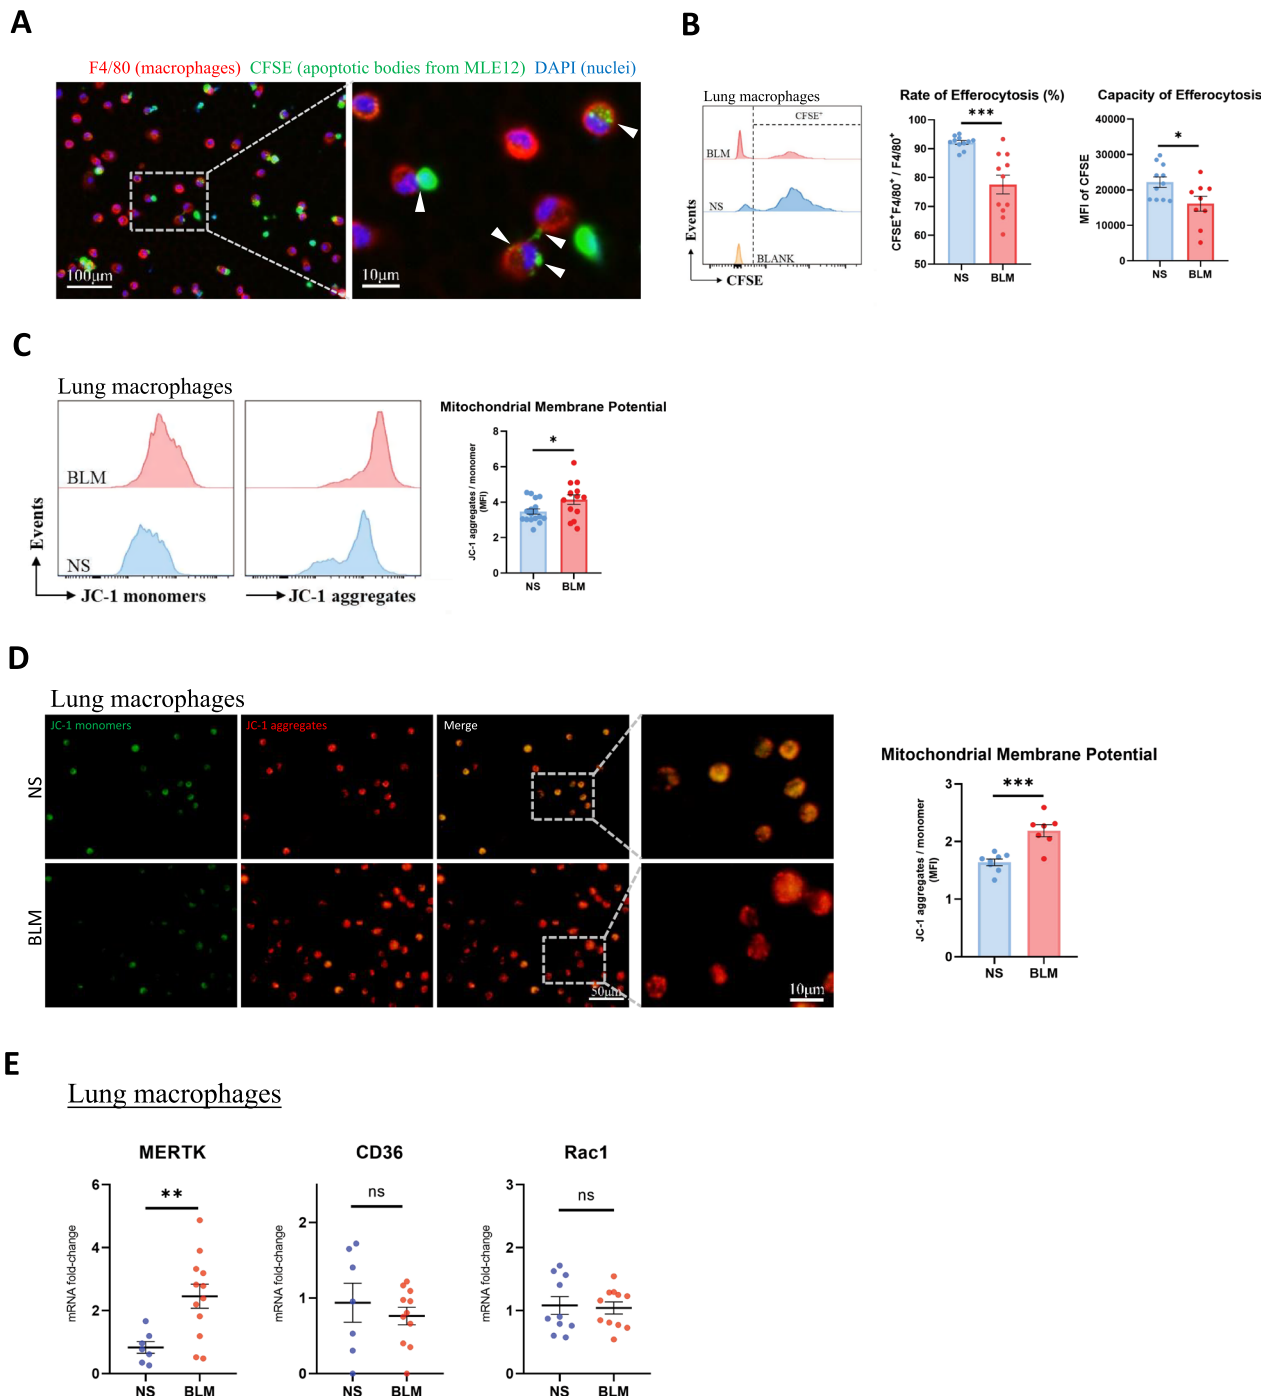 A
F4/80 (macrophages) CFSE (apoptotic bodies from MLE12) DAPI (nuclei)
100μm
10μm
B
Lung macrophages
CFSE+
BLM
NS
BLANK
Events
CFSE
Rate of Efferocytosis (%)
***
CFSE+F4/80+ / F4/80+
100
90
80
70
60
50
NS BLM
Capacity of Efferocytosis
*
MFI of CFSE
40000
30000
20000
10000
0
NS BLM
C
Lung macrophages
BLM
NS
Events
JC-1 monomers
JC-1 aggregates
Mitochondrial Membrane Potential
*
JC-1 aggregates / monomer
(MFI)
8
6
4
2
0
NS BLM
D
Lung macrophages
JC-1 monomers
JC-1 aggregates
Merge
NS
BLM
50μm
10μm
Mitochondrial Membrane Potential
***
JC-1 aggregates / monomer
(MFI)
3
2
1
0
NS BLM
E
Lung macrophages
MERTK
**
mRNA fold-change
6
4
2
0
NS BLM
CD36
ns
mRNA fold-change
2
1
0
NS BLM
Rac1
ns
mRNA fold-change
3
2
1
0
NS BLM